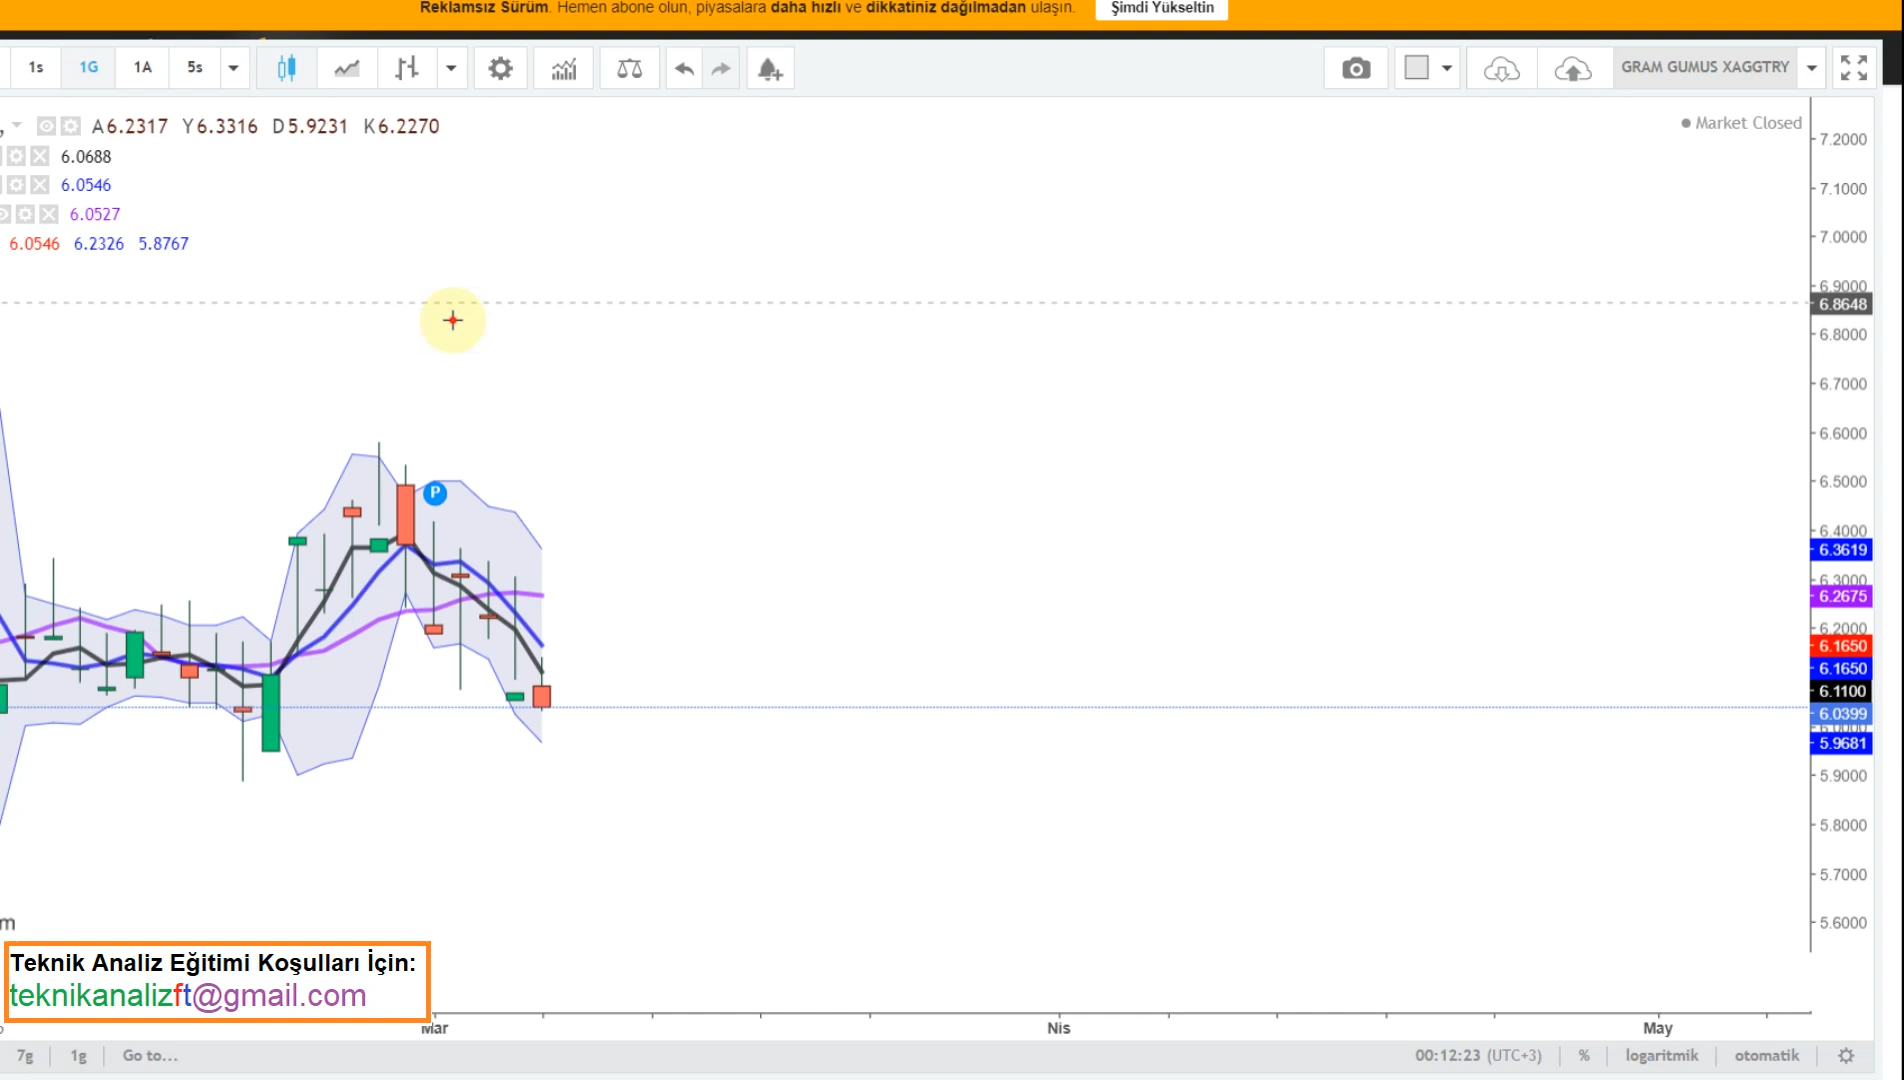 Reklamsız Sürüm. Hemen abone olun, piyasalara daha hızlı ve dikkatiniz dağılmadan ulaşın. Şimdi Yükseltin
1s 1G 1A 5s GRAM GUMUS XAGGTRY
A6.2317 Y6.3316 D5.9231 K6.2270
Market Closed
6.0688
6.0546
6.0527
6.0546 6.2326 5.8767
7.2000
7.1000
7.0000
6.9000
6.8648
6.8000
6.7000
6.6000
6.5000
P
6.4000
6.3619
6.3000
6.2675
6.2000
6.1650
6.1650
6.1100
6.0399
6.0000
5.9681
5.9000
5.8000
5.7000
5.6000
m
Teknik Analiz Eğitimi Koşulları İçin:
teknikanalizft@gmail.com
Mar Nis May
7g 1g Go to... 00:12:23 (UTC+3) % logaritmik otomatik